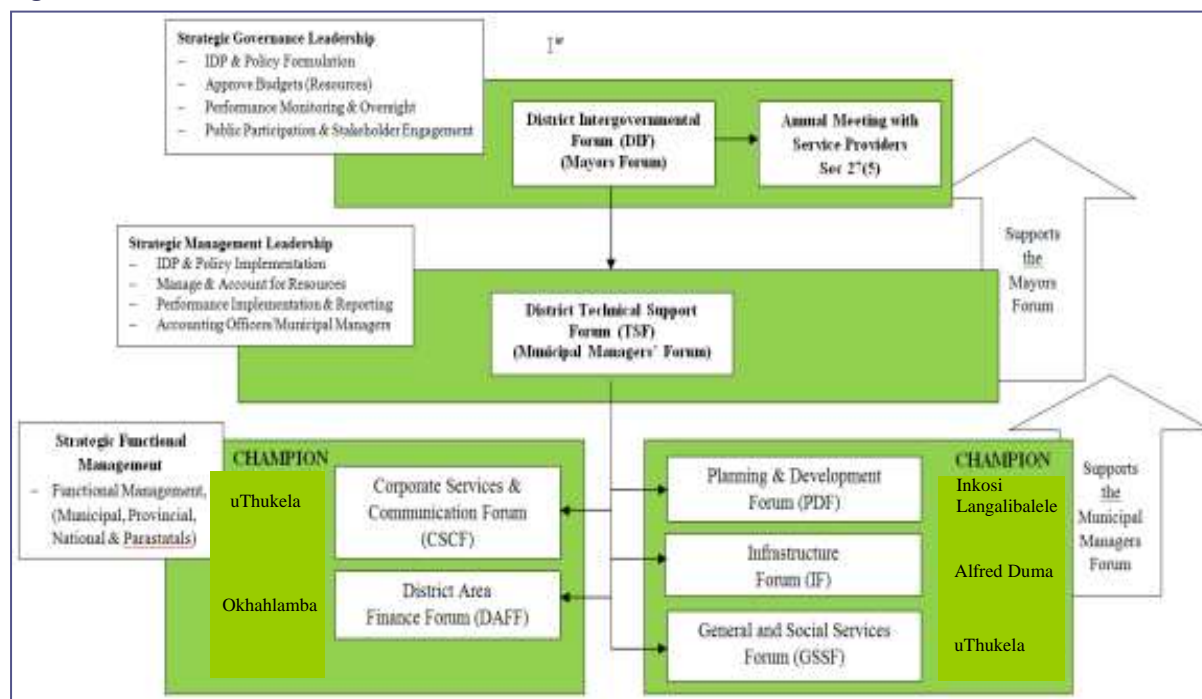 Strategic Governance Leadership
– IDP & Policy Formulation
– Approve Budgets (Resources)
– Performance Monitoring & Oversight
– Public Participation & Stakeholder Engagement
District Intergovernmental
Forum (DIF)
(Mayors Forum)
Annual Meeting with
Service Providers
Sec 27(5)
Supports
the
Mayors
Forum
Strategic Management Leadership
– IDP & Policy Implementation
– Manage & Account for Resources
– Performance Implementation & Reporting
– Accounting Officers/Municipal Managers
District Technical Support
Forum (TSF)
(Municipal Managers' Forum)
Strategic Functional
Management
– Functional Management,
(Municipal, Provincial,
National & Parastatals)
CHAMPION
uThukela
Corporate Services &
Communication Forum
(CSCF)
Okhahlamba
District Area
Finance Forum (DAFF)
Planning & Development
Forum (PDF)
Infrastructure
Forum (IF)
General and Social Services
Forum (GSSF)
CHAMPION
Inkosi
Langalibalele
Alfred Duma
uThukela
Supports
the
Municipal
Managers
Forum